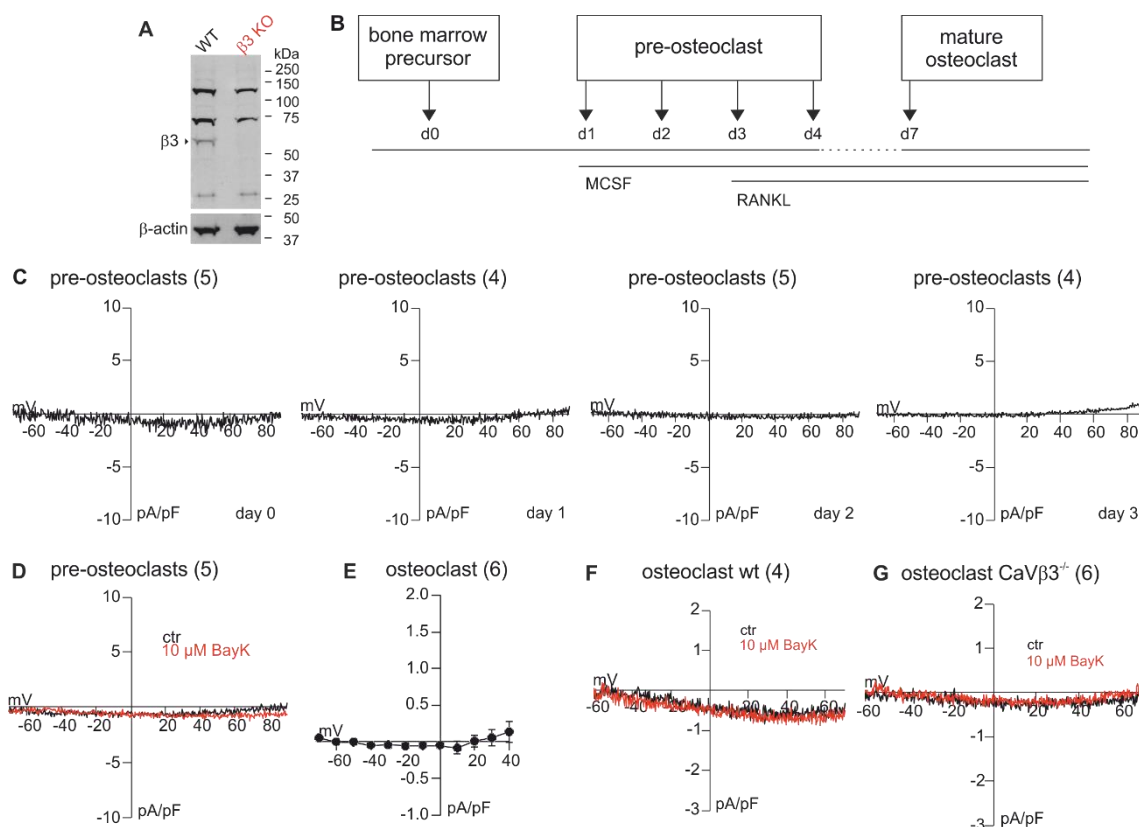 A
WT
β3 KO
kDa
250
150
100
75
50
37
25
50
37
β3
β-actin
B
bone marrow
precursor
pre-osteoclast
mature
osteoclast
d0
d1
d2
d3
d4
d7
MCSF
RANKL
C
pre-osteoclasts (5)
10
5
mV
-60 -40 -20 20 40 60 80
-5
-10
pA/pF
day 0
pre-osteoclasts (4)
10
5
mV
-60 -40 -20 20 40 60 80
-5
-10
pA/pF
day 1
pre-osteoclasts (5)
10
5
mV
-60 -40 -20 20 40 60 80
-5
-10
pA/pF
day 2
pre-osteoclasts (4)
10
5
mV
-60 -40 -20 20 40 60 80
-5
-10
pA/pF
day 3
D
pre-osteoclasts (5)
10
5
ctr
10 µM BayK
mV
-60 -40 -20 20 40 60 80
-5
-10
pA/pF
E
osteoclast (6)
2.0
1.5
1.0
0.5
mV
-60 -40 -20 20 40
-0.5
-1.0
pA/pF
F
osteoclast wt (4)
2
1
ctr
10 µM BayK
mV
-60 -40 -20 20 40 60
-1
-2
-3
pA/pF
G
osteoclast CaVβ3-/- (6)
2
1
ctr
10 µM BayK
mV
-60 -40 -20 20 40 60
-1
-2
-3
pA/pF